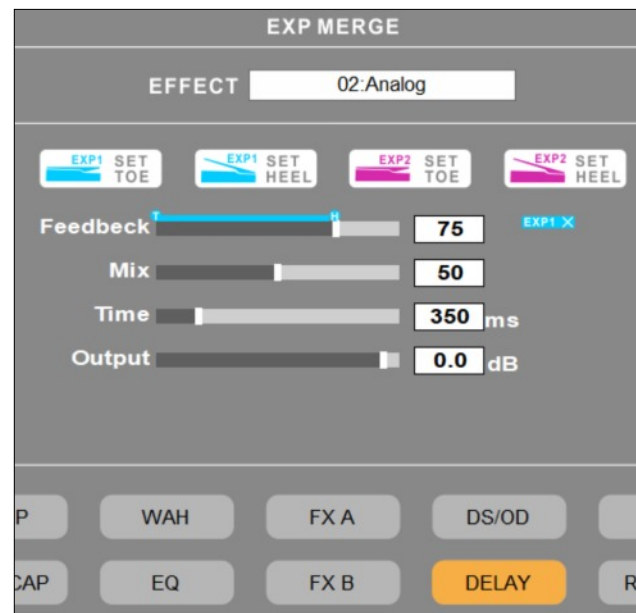 EXP MERGE
EFFECT 02:Analog
EXP1 SET TOE EXP1 SET HEEL EXP2 SET TOE EXP2 SET HEEL
T H
Feedbeck 75 EXP1 X
Mix 50
Time 350 ms
Output 0.0 dB
P WAH FX A DS/OD
CAP EQ FX B DELAY R